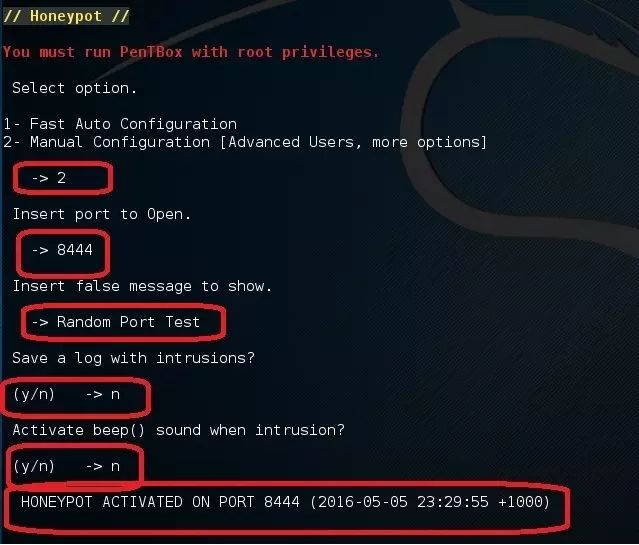 // Honeypot //
You must run PenTBox with root privileges.
Select option.
1- Fast Auto Configuration
2- Manual Configuration [Advanced Users, more options]
-> 2
Insert port to Open.
-> 8444
Insert false message to show.
-> Random Port Test
Save a log with intrusions?
(y/n)   -> n
Activate beep() sound when intrusion?
(y/n)   -> n
HONEYPOT ACTIVATED ON PORT 8444 (2016-05-05 23:29:55 +1000)